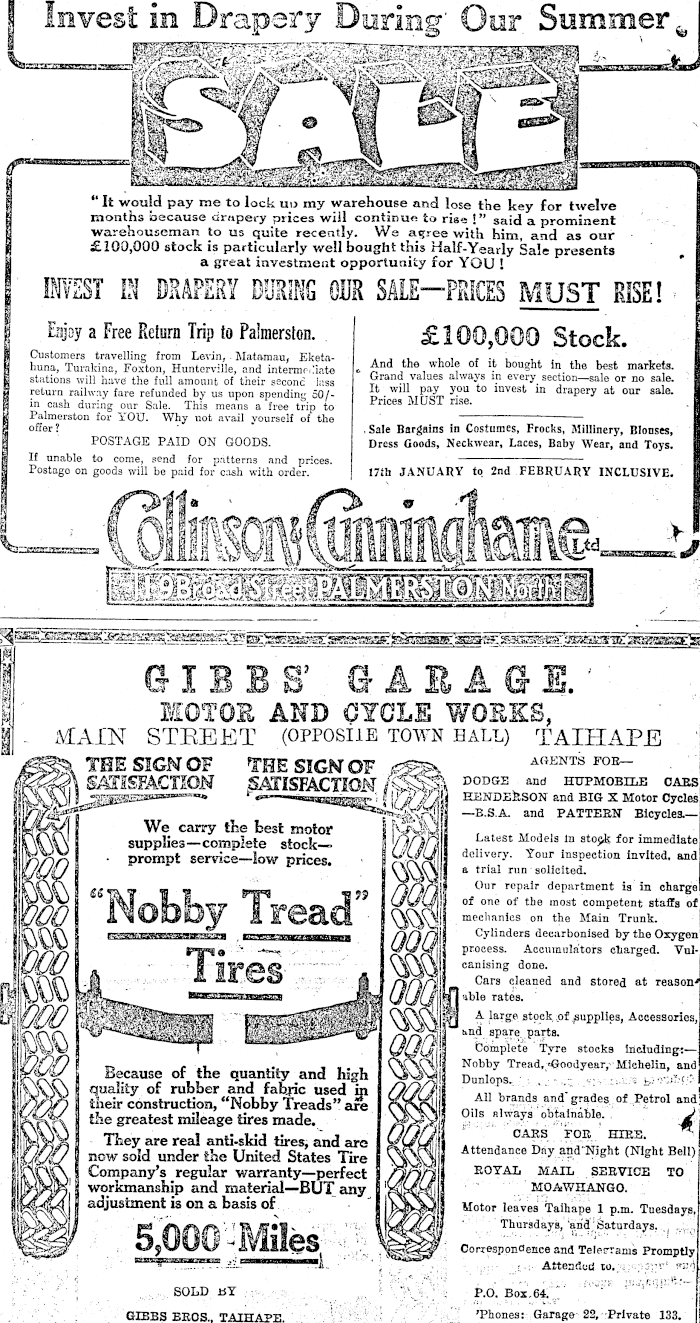 Invest in Drapery During Our Summer
SALE
"It would pay me to lock up my warehouse and lose the key for twelve
months because drapery prices will continue to rise!" said a prominent
warehouseman to us quite recently. We agree with him, and as our
£100,000 stock is particularly well bought this Half-Yearly Sale presents
a great investment opportunity for YOU!
INVEST IN DRAPERY DURING OUR SALE—PRICES MUST RISE!
Enjoy a Free Return Trip to Palmerston.
Customers travelling from Levin, Matamau, Eketa-
huna, Turakina, Foxton, Hunterville, and intermediate
stations will have the full amount of their second class
return railway fare refunded by us upon spending 50/-
in cash during our Sale. This means a free trip to
Palmerston for YOU. Why not avail yourself of the
offer?
POSTAGE PAID ON GOODS.
If unable to come, send for patterns and prices.
Postage on goods will be paid for cash with order.
£100,000 Stock.
And the whole of it bought in the best markets.
Grand values always in every section—sale or no sale.
It will pay you to invest in drapery at our sale.
Prices MUST rise.
Sale Bargains in Costumes, Frocks, Millinery, Blouses,
Dress Goods, Neckwear, Laces, Baby Wear, and Toys.
17th JANUARY to 2nd FEBRUARY INCLUSIVE.
Collinson & Cunninghame Ltd
119 Broad Street PALMERSTON North
GIBBS' GARAGE.
MOTOR AND CYCLE WORKS,
MAIN STREET (OPPOSITE TOWN HALL) TAIHAPE
THE SIGN OF
SATISFACTION
THE SIGN OF
SATISFACTION
We carry the best motor
supplies—complete stock—
prompt service—low prices.
"Nobby Tread"
Tires
Because of the quantity and high
quality of rubber and fabric used in
their construction, "Nobby Treads" are
the greatest mileage tires made.
They are real anti-skid tires, and are
now sold under the United States Tire
Company's regular warranty—perfect
workmanship and material—BUT any
adjustment is on a basis of
5,000 Miles
SOLD BY
GIBBS BROS., TAIHAPE.
AGENTS FOR—
DODGE and HUPMOBILE CARS
HENDERSON and BIG X Motor Cycles
—B.S.A. and PATTERN Bicycles.—
Latest Models in stock for immediate
delivery. Your inspection invited, and
a trial run solicited.
Our repair department is in charge
of one of the most competent staffs of
mechanics on the Main Trunk.
Cylinders decarbonised by the Oxygen
process. Accumulators charged. Vul-
canising done.
Cars cleaned and stored at reason-
able rates.
A large stock of supplies, Accessories,
and spare parts.
Complete Tyre stocks including:—
Nobby Tread, Goodyear, Michelin, and
Dunlops.
All brands and grades of Petrol and
Oils always obtainable.
CARS FOR HIRE.
Attendance Day and Night (Night Bell)
ROYAL MAIL SERVICE TO
MOAWHANGO.
Motor leaves Taihape 1 p.m. Tuesdays,
Thursdays, and Saturdays.
Correspondence and Telegrams Promptly
Attended to.
P.O. Box 64.
'Phones: Garage 22, Private 133.